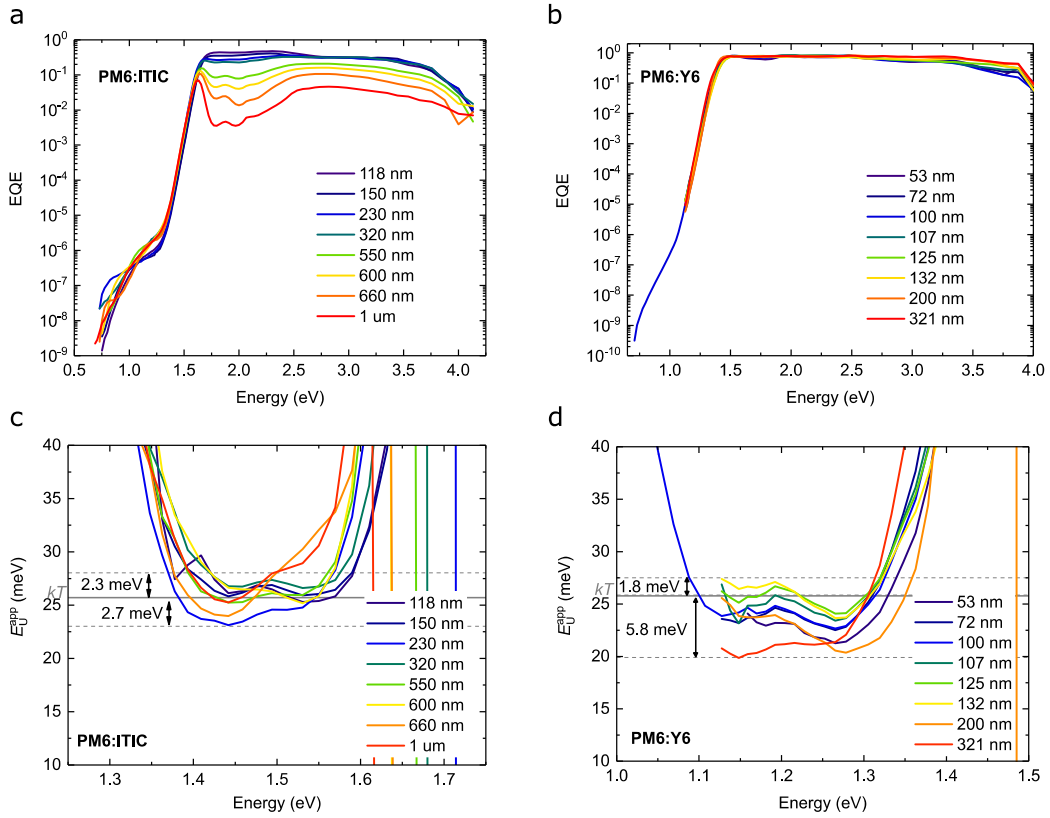 a
PM6:ITIC
EQE
10⁰
10⁻¹
10⁻²
10⁻³
10⁻⁴
10⁻⁵
10⁻⁶
10⁻⁷
10⁻⁸
10⁻⁹
118 nm
150 nm
230 nm
320 nm
550 nm
600 nm
660 nm
1 um
0.5 1.0 1.5 2.0 2.5 3.0 3.5 4.0
Energy (eV)
b
PM6:Y6
EQE
10⁰
10⁻¹
10⁻²
10⁻³
10⁻⁴
10⁻⁵
10⁻⁶
10⁻⁷
10⁻⁸
10⁻⁹
10⁻¹⁰
53 nm
72 nm
100 nm
107 nm
125 nm
132 nm
200 nm
321 nm
1.0 1.5 2.0 2.5 3.0 3.5 4.0
Energy (eV)
c
E_U^app (meV)
40
35
30
25
20
15
10
kT
2.3 meV
2.7 meV
118 nm
150 nm
230 nm
320 nm
550 nm
600 nm
660 nm
1 um
PM6:ITIC
1.3 1.4 1.5 1.6 1.7
Energy (eV)
d
E_U^app (meV)
40
35
30
25
20
15
10
kT
1.8 meV
5.8 meV
53 nm
72 nm
100 nm
107 nm
125 nm
132 nm
200 nm
321 nm
PM6:Y6
1.0 1.1 1.2 1.3 1.4 1.5
Energy (eV)